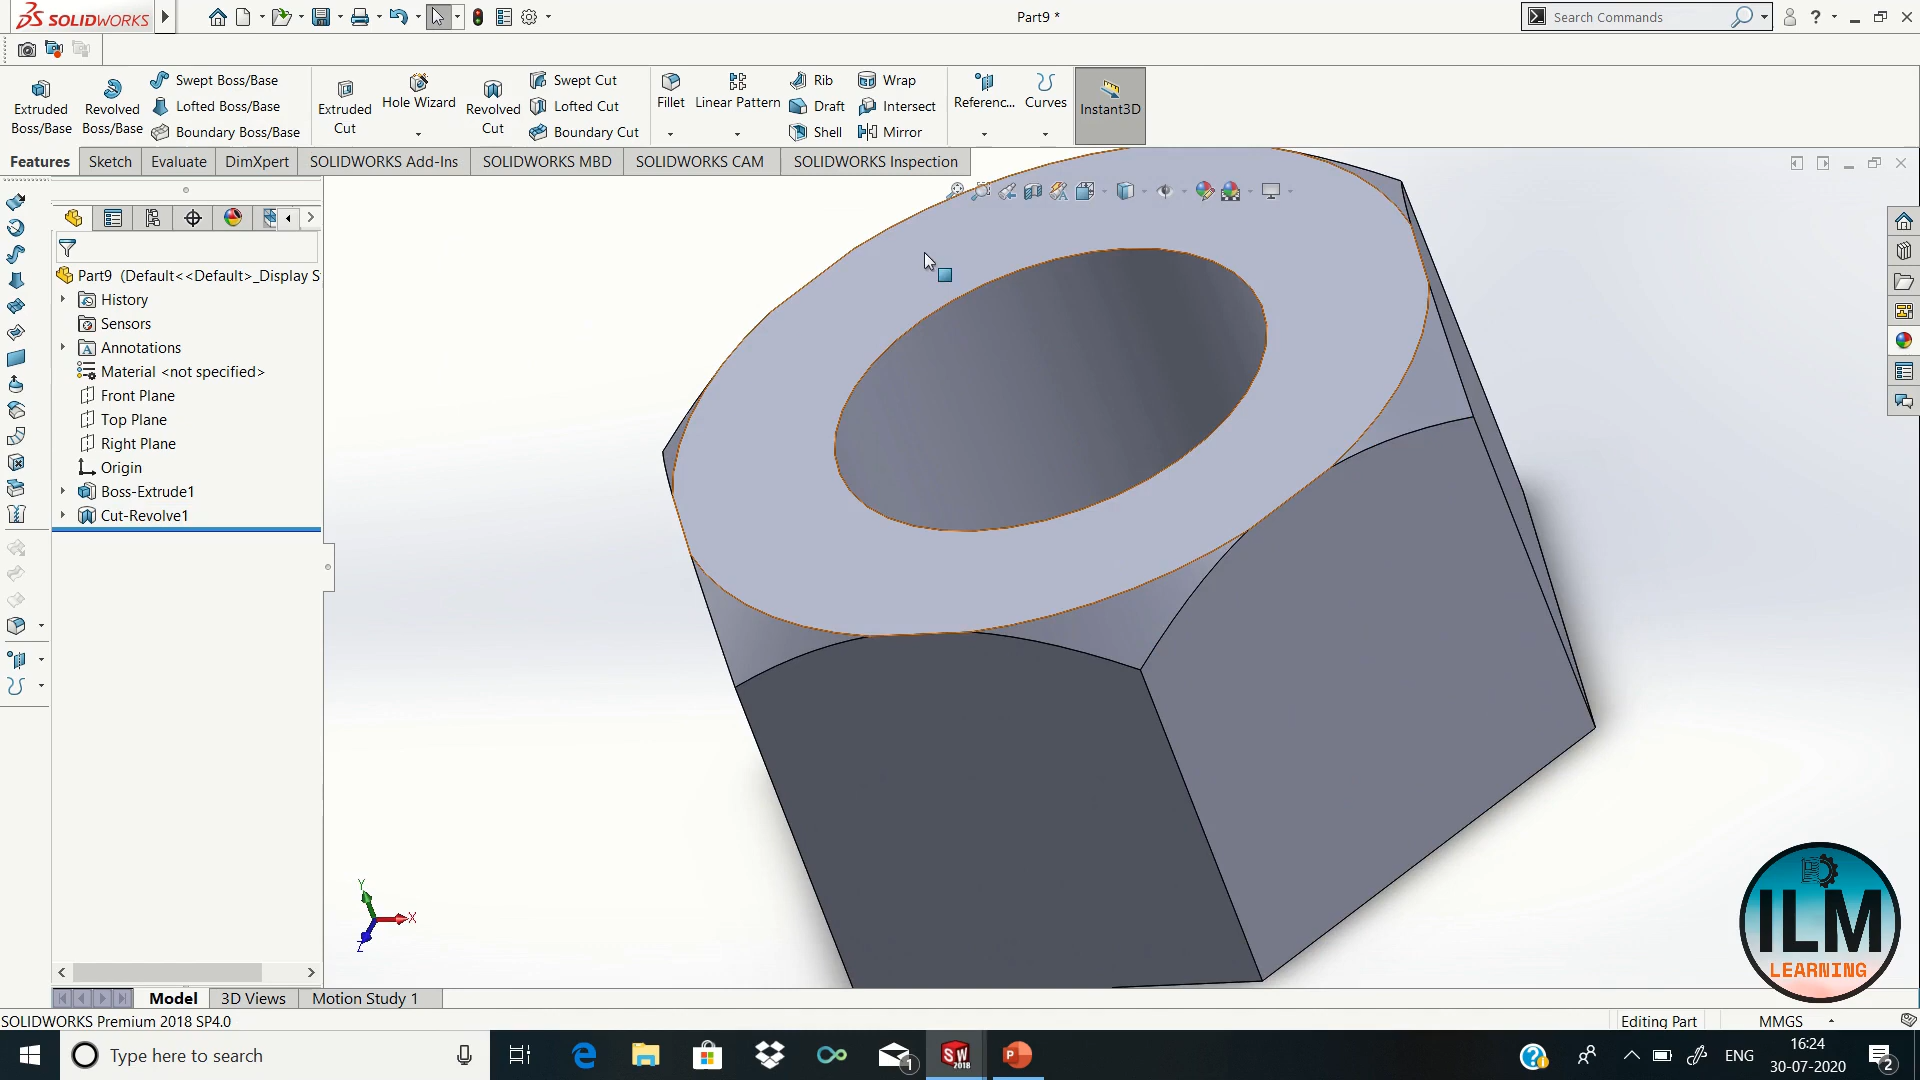 SOLIDWORKS
Part9 *
Search Commands
?
Extruded Boss/Base
Revolved Boss/Base
Swept Boss/Base
Lofted Boss/Base
Boundary Boss/Base
Extruded Cut
Hole Wizard
Revolved Cut
Swept Cut
Lofted Cut
Boundary Cut
Fillet
Linear Pattern
Rib
Draft
Shell
Wrap
Intersect
Mirror
Referenc...
Curves
Instant3D
Features
Sketch
Evaluate
DimXpert
SOLIDWORKS Add-Ins
SOLIDWORKS MBD
SOLIDWORKS CAM
SOLIDWORKS Inspection
Part9 (Default<<Default>_Display S
History
Sensors
Annotations
Material <not specified>
Front Plane
Top Plane
Right Plane
Origin
Boss-Extrude1
Cut-Revolve1
Y
X
Z
ILM
LEARNING
Model
3D Views
Motion Study 1
SOLIDWORKS Premium 2018 SP4.0
Editing Part
MMGS
Type here to search
1
SW
2018
P
ENG
16:24
30-07-2020
2